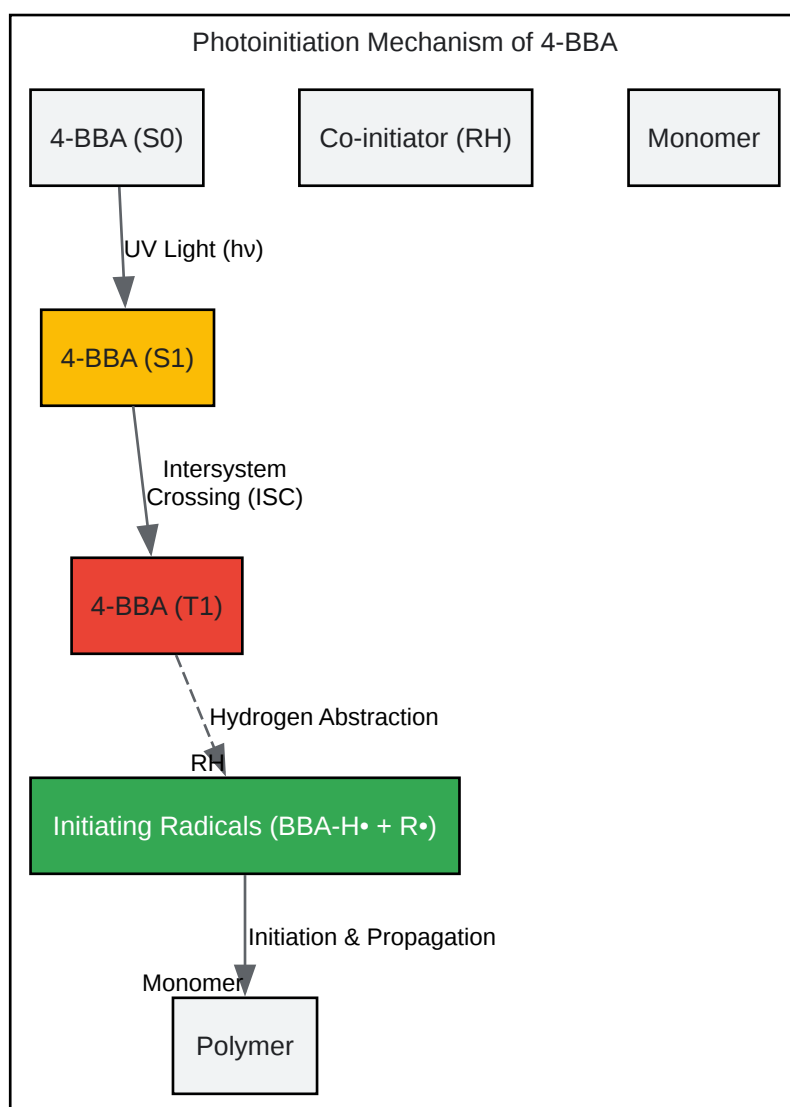 Photoinitiation Mechanism of 4-BBA
4-BBA (S0)
Co-initiator (RH)
Monomer
UV Light (hν)
4-BBA (S1)
Intersystem
Crossing (ISC)
4-BBA (T1)
Hydrogen Abstraction
RH
Initiating Radicals (BBA-H• + R•)
Initiation & Propagation
Monomer
Polymer